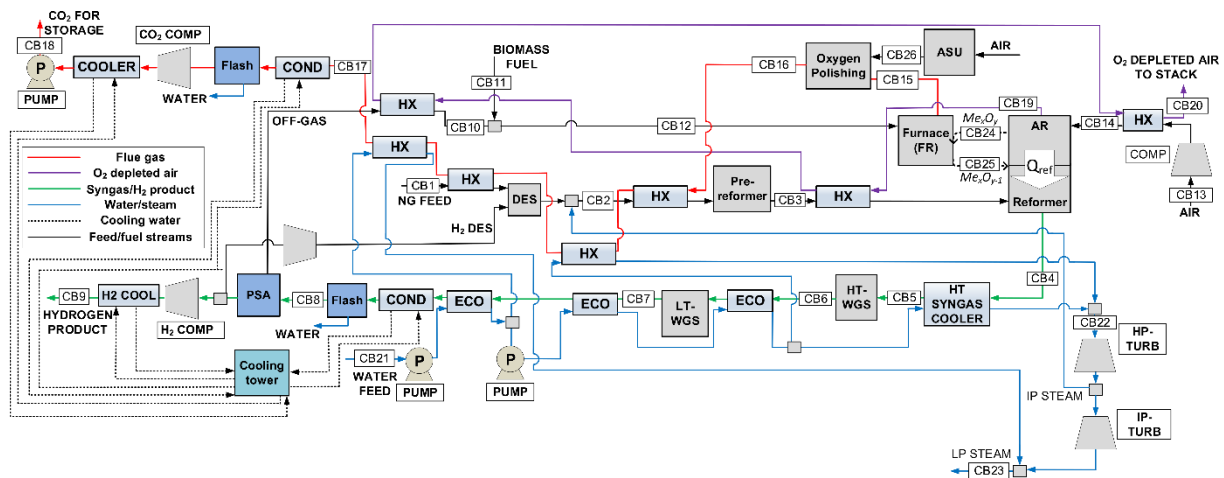 CO₂ FOR
STORAGE
CB18
CO₂ COMP
P
COOLER
Flash
COND
CB17
PUMP
WATER
OFF-GAS
BIOMASS
FUEL
CB11
HX
CB10
CB12
Oxygen
Polishing
CB16
CB15
CB26
ASU
AIR
O₂ DEPLETED AIR
TO STACK
CB20
CB19
Furnace
(FR)
MeₓOᵧ
CB24
CB25
MeₓOᵧ₋₁
AR
Qref
Reformer
CB14
HX
COMP
CB13
AIR
Flue gas
O₂ depleted air
Syngas/H₂ product
Water/steam
Cooling water
Feed/fuel streams
HX
CB1
NG FEED
HX
DES
H₂ DES
CB2
HX
Pre-
reformer
CB3
HX
HX
CB4
CB9
HYDROGEN
PRODUCT
H2 COOL
H₂ COMP
PSA
CB8
Flash
WATER
COND
ECO
ECO
CB7
LT-
WGS
ECO
CB6
HT-
WGS
CB5
HT
SYNGAS
COOLER
CB22
HP-
TURB
Cooling
tower
CB21
WATER
FEED
P
PUMP
P
PUMP
IP STEAM
IP-
TURB
LP STEAM
CB23